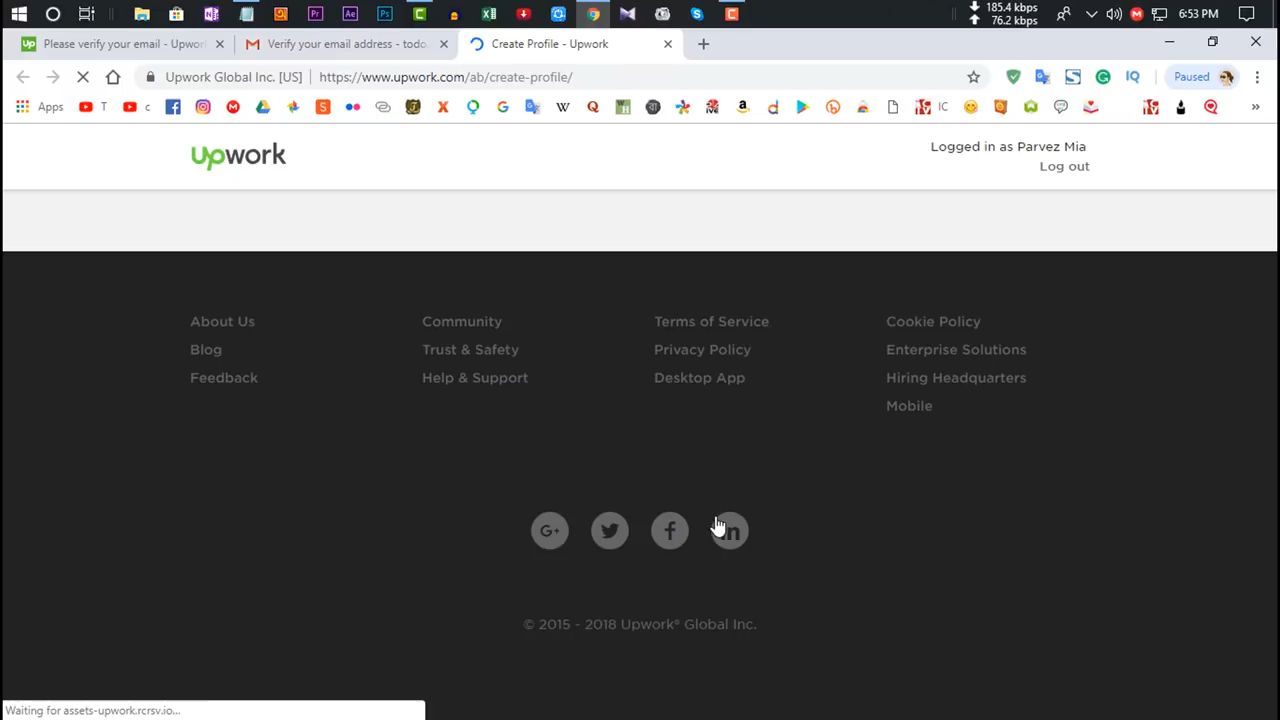 185.4 kbps
76.2 kbps
6:53 PM
Please verify your email - Upwor
Verify your email address - todo
Create Profile - Upwork
Upwork Global Inc. [US]
https://www.upwork.com/ab/create-profile/
Paused
Apps
T
c
IC
upwork
Logged in as Parvez Mia
Log out
About Us
Community
Terms of Service
Cookie Policy
Blog
Trust & Safety
Privacy Policy
Enterprise Solutions
Feedback
Help & Support
Desktop App
Hiring Headquarters
Mobile
© 2015 - 2018 Upwork® Global Inc.
Waiting for assets-upwork.rcrsv.io...